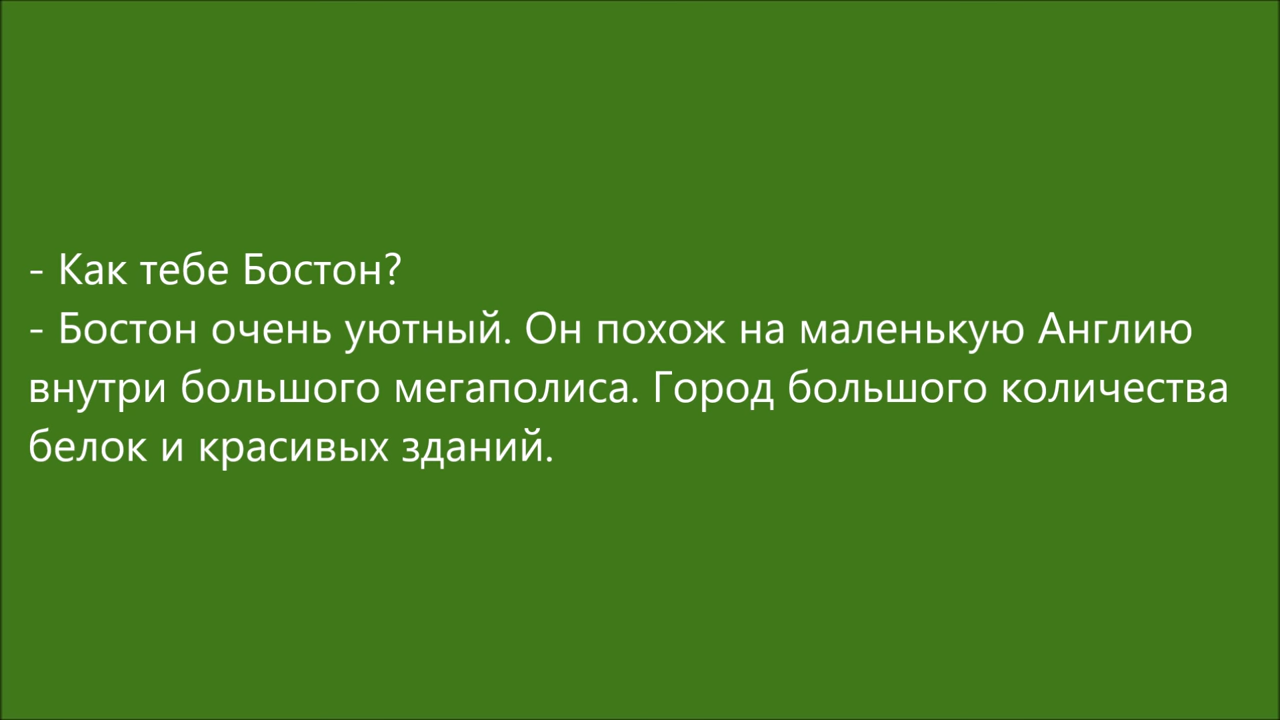 - Как тебе Бостон?
- Бостон очень уютный. Он похож на маленькую Англию
внутри большого мегаполиса. Город большого количества
белок и красивых зданий.